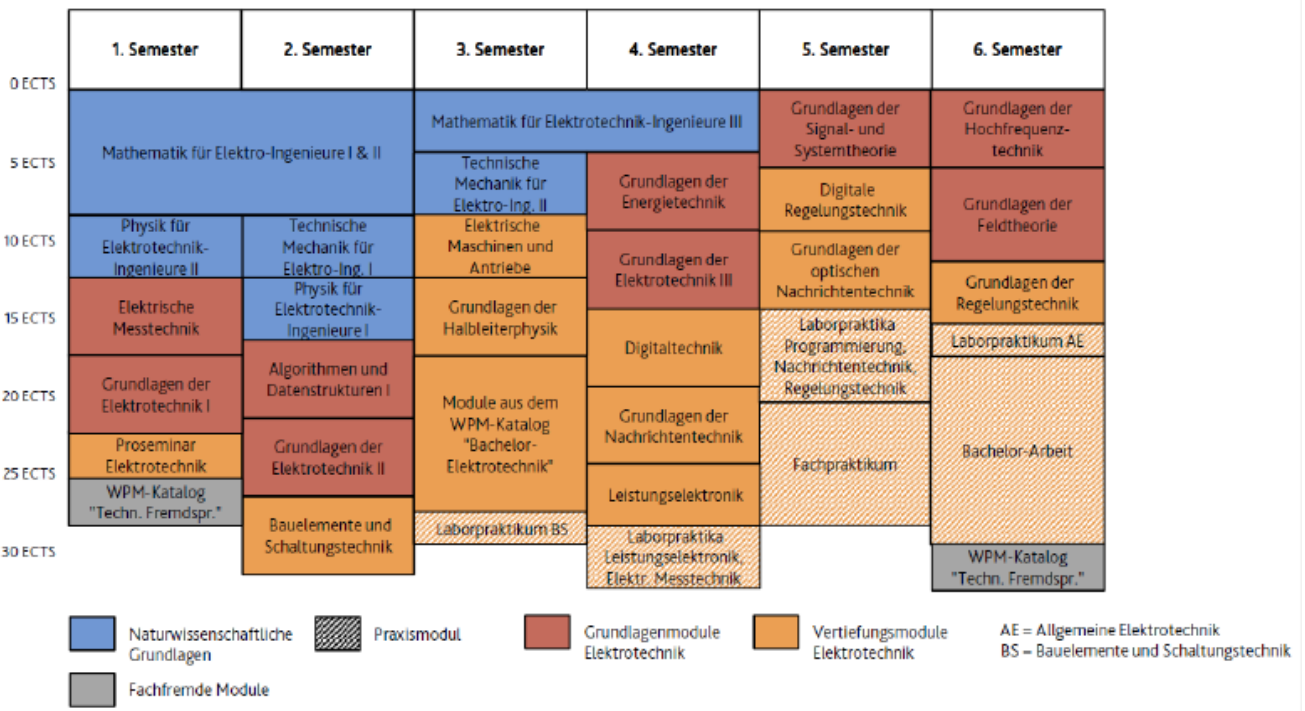 1. Semester
2. Semester
3. Semester
4. Semester
5. Semester
6. Semester
0 ECTS
5 ECTS
10 ECTS
15 ECTS
20 ECTS
25 ECTS
30 ECTS
Mathematik für Elektro-Ingenieure I & II
Physik für
Elektrotechnik-
Ingenieure II
Elektrische
Messtechnik
Grundlagen der
Elektrotechnik I
Proseminar
Elektrotechnik
WPM-Katalog
"Techn. Fremdspr."
Technische
Mechanik für
Elektro-Ing. I
Physik für
Elektrotechnik-
Ingenieure I
Algorithmen und
Datenstrukturen I
Grundlagen der
Elektrotechnik II
Bauelemente und
Schaltungstechnik
Mathematik für Elektrotechnik-Ingenieure III
Technische
Mechanik für
Elektro-Ing. II
Elektrische
Maschinen und
Antriebe
Grundlagen der
Halbleiterphysik
Module aus dem
WPM-Katalog
"Bachelor-
Elektrotechnik"
Laborpraktikum BS
Grundlagen der
Energietechnik
Grundlagen der
Elektrotechnik III
Digitaltechnik
Grundlagen der
Nachrichtentechnik
Leistungselektronik
Laborpraktika
Leistungselektronik,
Elektr. Messtechnik
Grundlagen der
Signal- und
Systemtheorie
Digitale
Regelungstechnik
Grundlagen der
optischen
Nachrichtentechnik
Laborpraktika
Programmierung,
Nachrichtentechnik,
Regelungstechnik
Fachpraktikum
Grundlagen der
Hochfrequenz-
technik
Grundlagen der
Feldtheorie
Grundlagen der
Regelungstechnik
Laborpraktikum AE
Bachelor-Arbeit
WPM-Katalog
"Techn. Fremdspr."
Naturwissenschaftliche
Grundlagen
Praxismodul
Grundlagenmodule
Elektrotechnik
Vertiefungsmodule
Elektrotechnik
AE = Allgemeine Elektrotechnik
BS = Bauelemente und Schaltungstechnik
Fachfremde Module